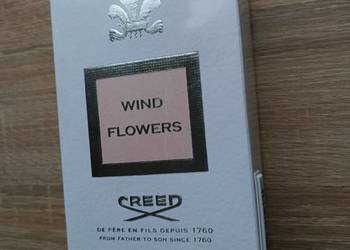 WIND
FLOWERS
CREED
DE PÈRE EN FILS DEPUIS 1760
FROM FATHER TO SON SINCE 1760